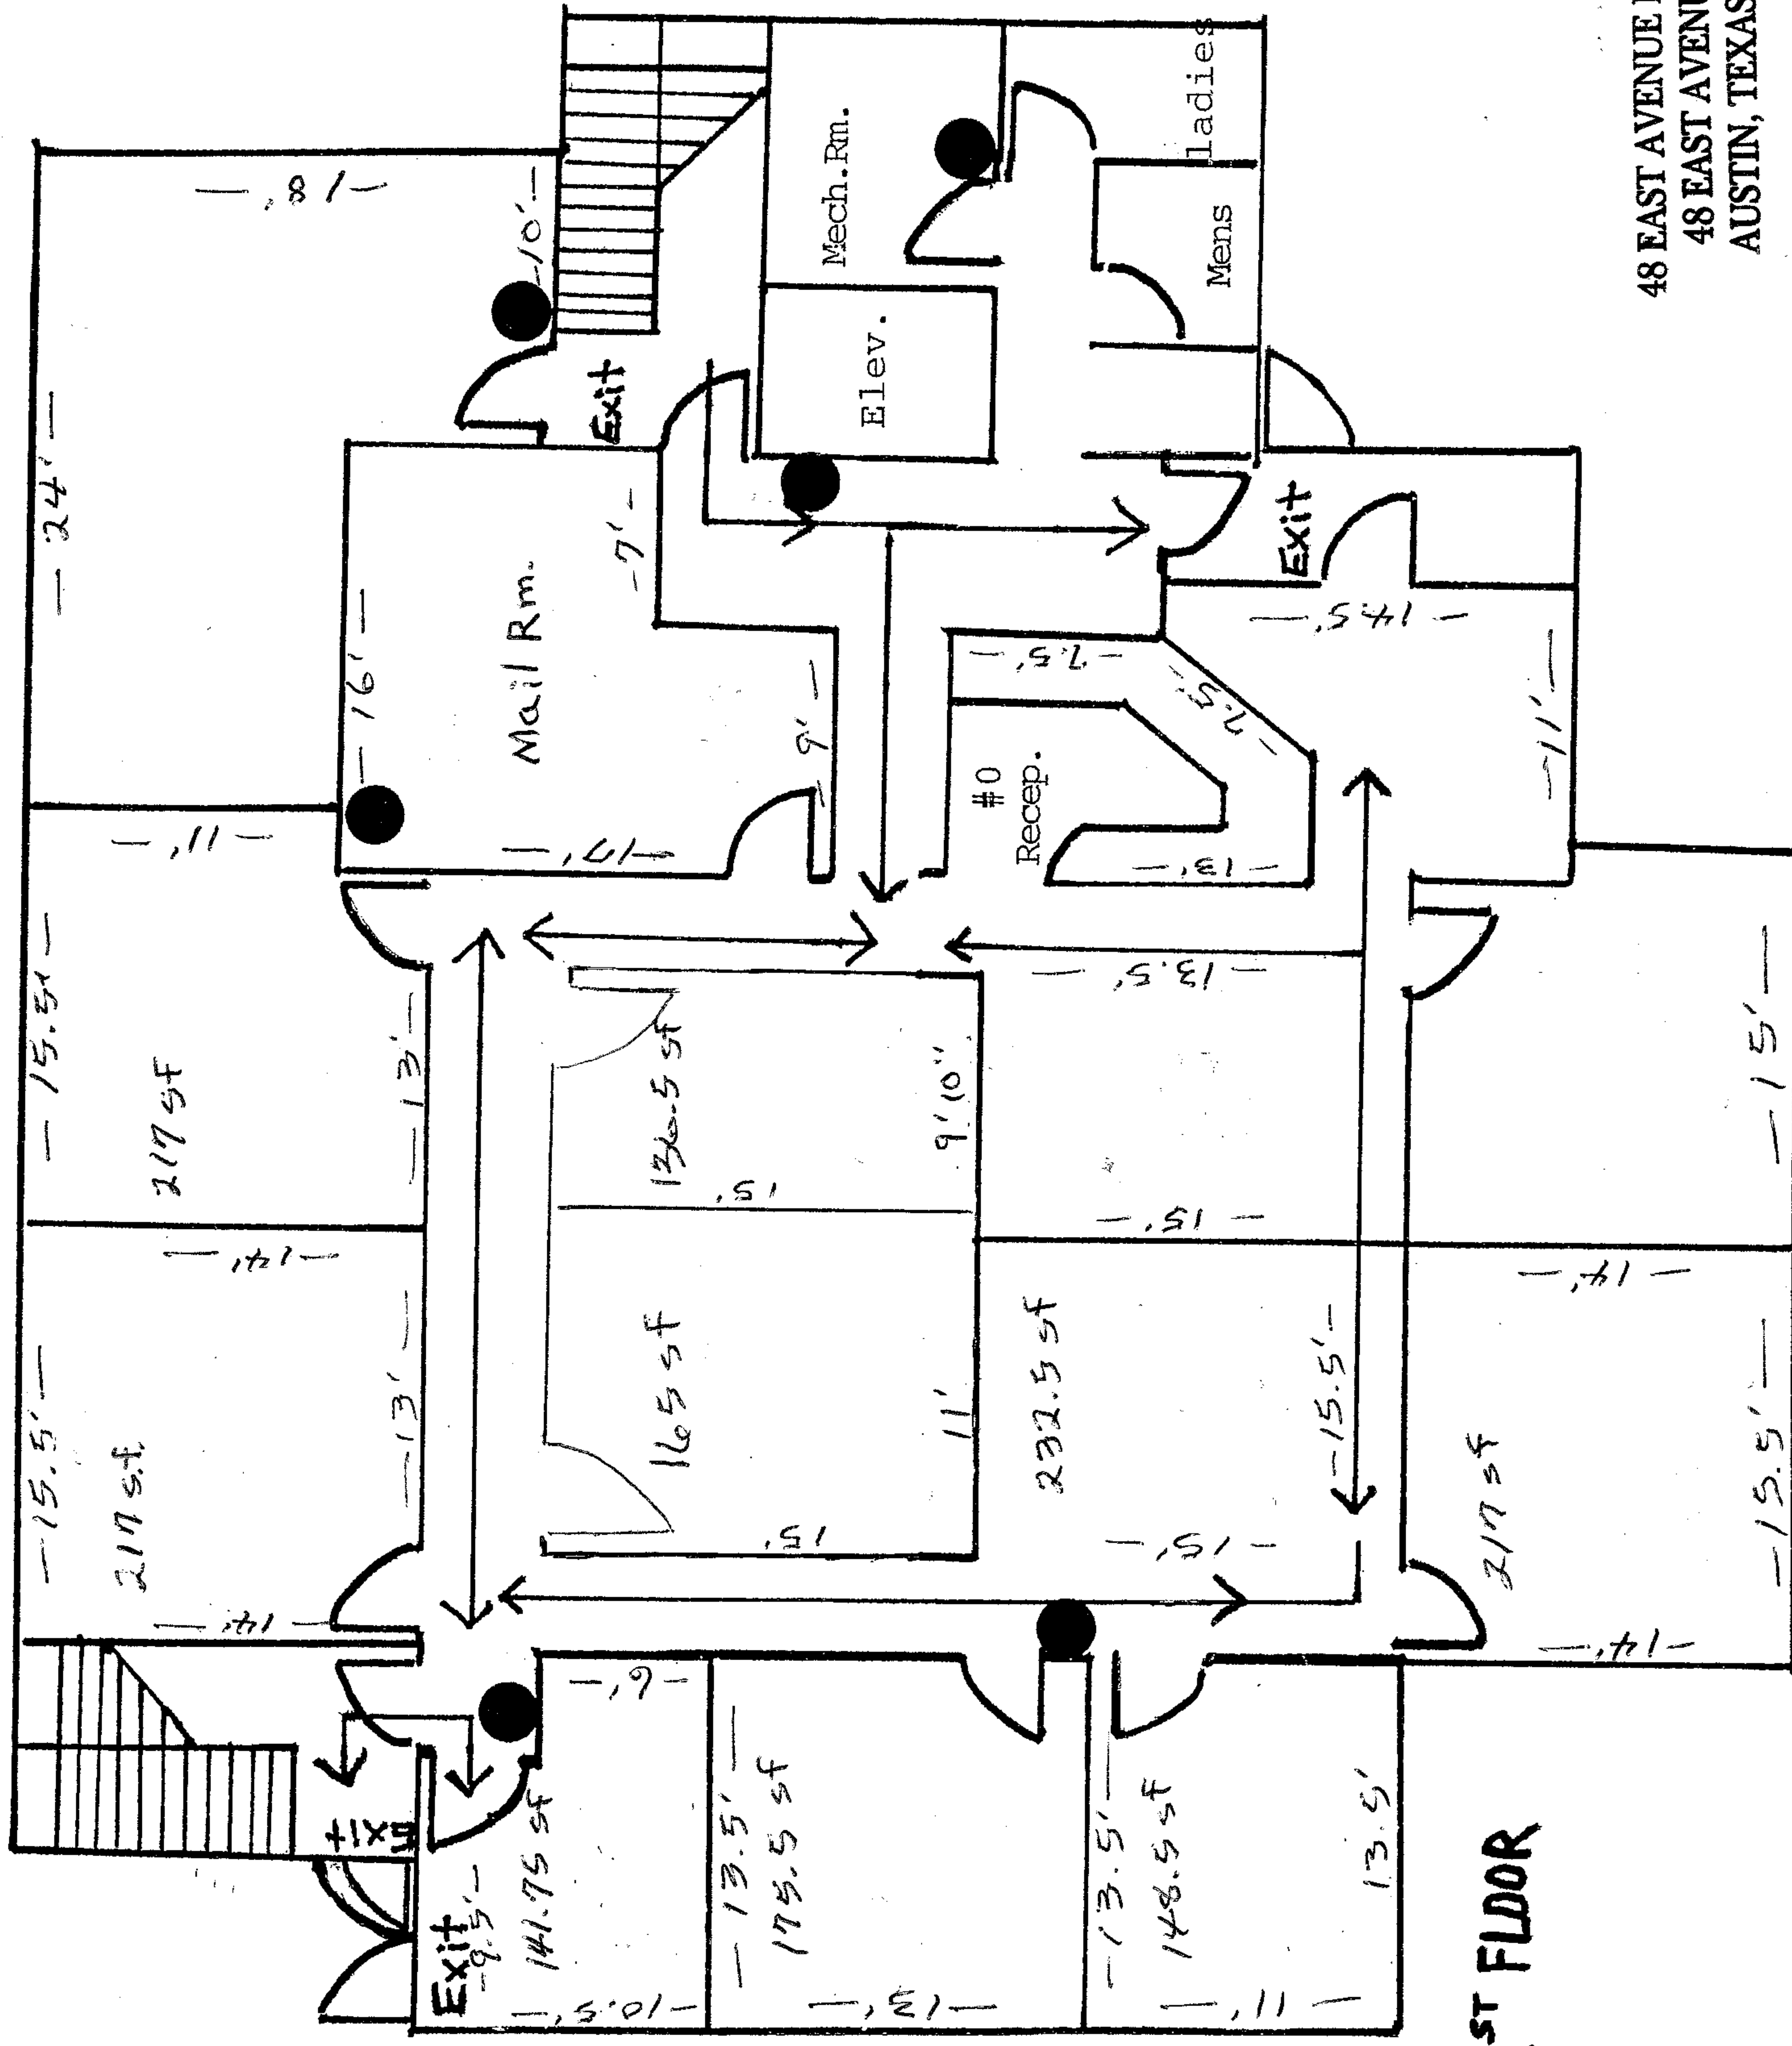 48 EAST AVENUE
48 EAST AVENU
AUSTIN, TEXAS
ST FLOOR
— 15.5' —
217 s.f.
— 14' —
— 13' —
— 14' —
— 15.5' —
217 sf
— 13' —
— 11' —
— 24' —
— 18' —
— 10' —
Exit
— 16' —
Mail Rm.
— 7' —
— 9' —
— 17' —
Mech.Rm.
Elev.
ladies
Mens
Exit
— 7.5' —
— 7.5' —
#0
Recep.
— 13' —
— 14.5' —
— 11' —
136.5 sf
9' 10"
15'
165 sf
11'
15'
— 13.5' —
— 15' —
232.5 sf
— 15.5' —
— 15' —
— 15' —
— 14' —
217 sf
— 15.5' —
— 14' —
Exit
Exit
— 9.5' —
141.75 sf
— 6' —
— 10.5' —
— 13.5' —
175.5 sf
— 13' —
— 13.5' —
148.5 sf
— 11' —
13.5'